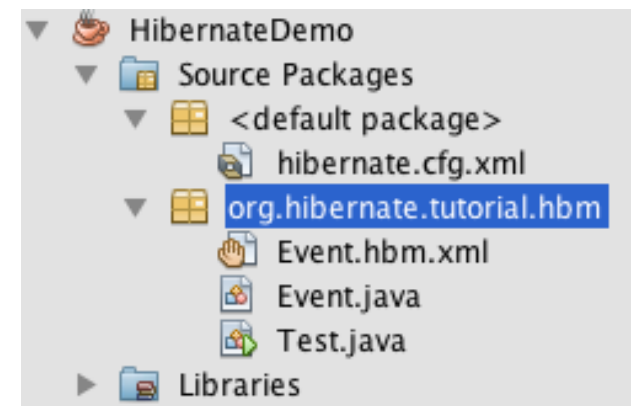 HibernateDemo
Source Packages
<default package>
hibernate.cfg.xml
org.hibernate.tutorial.hbm
Event.hbm.xml
Event.java
Test.java
Libraries